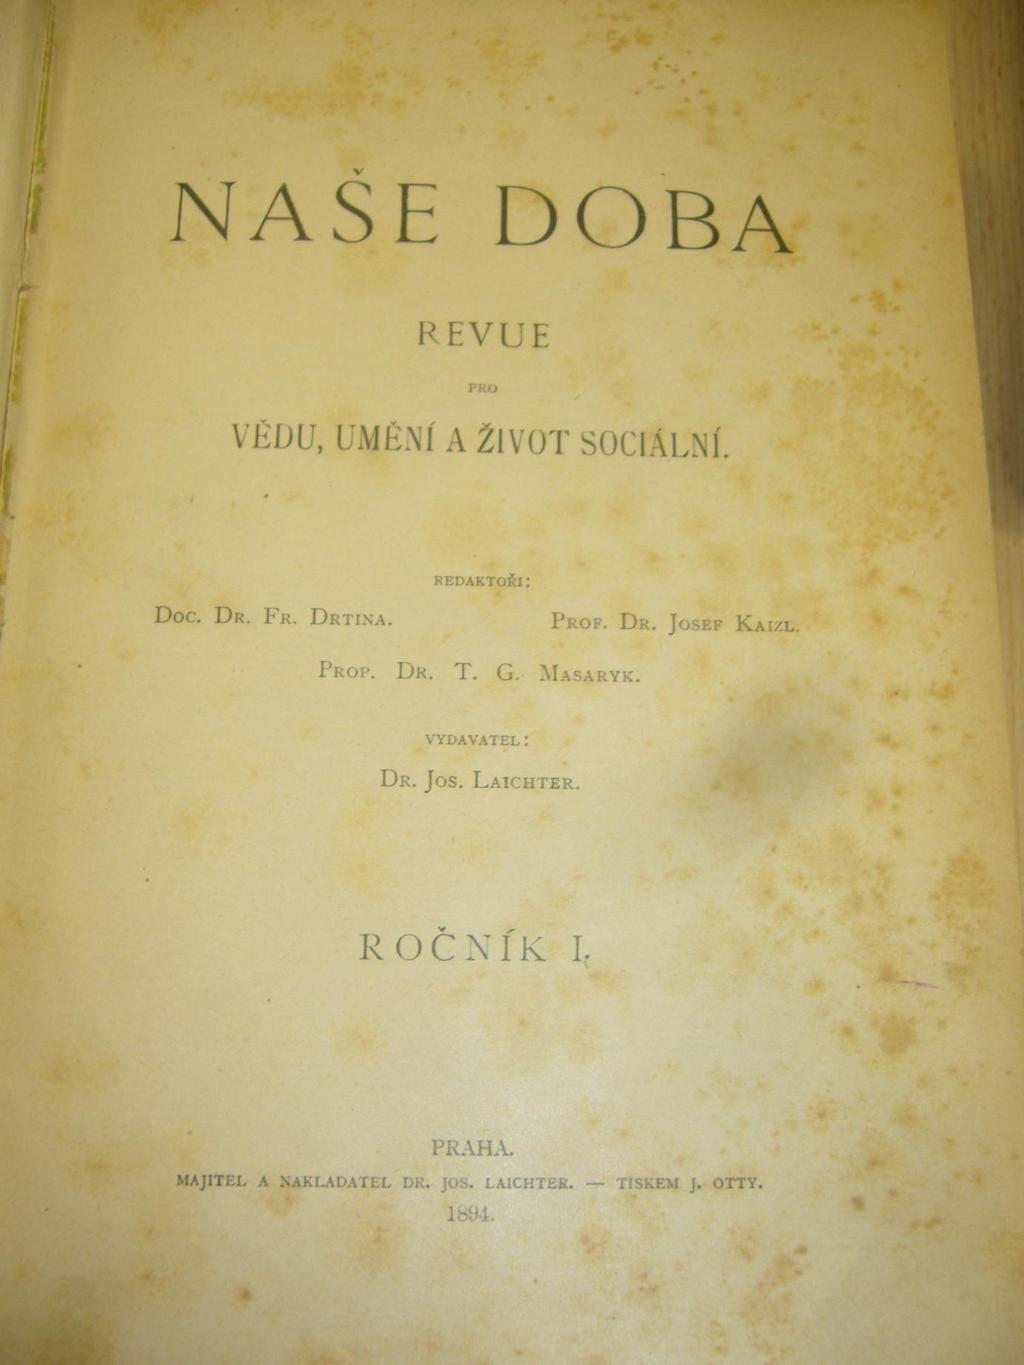 NAŠE DOBA
REVUE
PRO
VĚDU, UMĚNÍ A ŽIVOT SOCIÁLNÍ.
REDAKTOŘI:
DOC. DR. FR. DRTINA. PROF. DR. JOSEF KAIZL.
PROP. DR. T. G. MASARYK.
VYDAVATEL:
DR. JOS. LAICHTER.
ROČNÍK I.
PRAHA.
MAJITEL A NAKLADATEL DR. JOS. LAICHTER. — TISKEM J. OTTY.
1894.